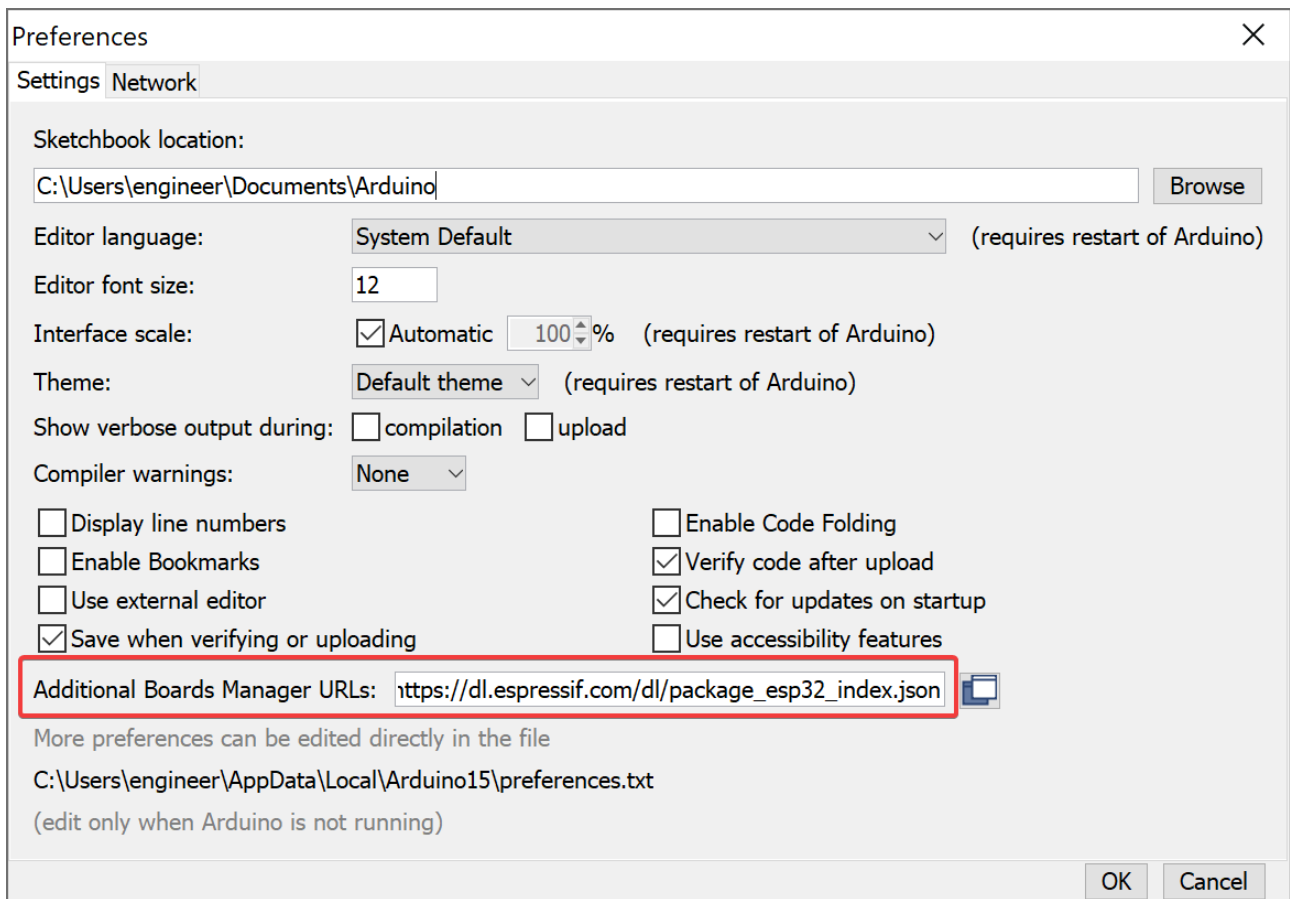 Preferences
Settings Network
Sketchbook location:
C:\Users\engineer\Documents\Arduino Browse
Editor language: System Default (requires restart of Arduino)
Editor font size: 12
Interface scale: Automatic 100 % (requires restart of Arduino)
Theme: Default theme (requires restart of Arduino)
Show verbose output during: compilation upload
Compiler warnings: None
Display line numbers Enable Code Folding
Enable Bookmarks Verify code after upload
Use external editor Check for updates on startup
Save when verifying or uploading Use accessibility features
Additional Boards Manager URLs: https://dl.espressif.com/dl/package_esp32_index.json
More preferences can be edited directly in the file
C:\Users\engineer\AppData\Local\Arduino15\preferences.txt
(edit only when Arduino is not running)
OK Cancel